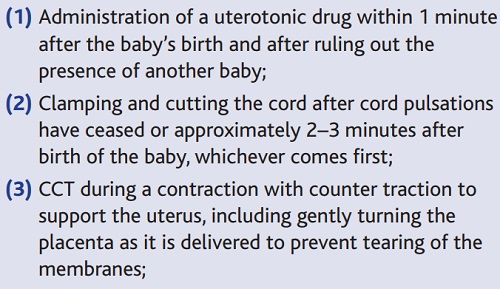 (1) Administration of a uterotonic drug within 1 minute
after the baby’s birth and after ruling out the
presence of another baby;
(2) Clamping and cutting the cord after cord pulsations
have ceased or approximately 2–3 minutes after
birth of the baby, whichever comes first;
(3) CCT during a contraction with counter traction to
support the uterus, including gently turning the
placenta as it is delivered to prevent tearing of the
membranes;